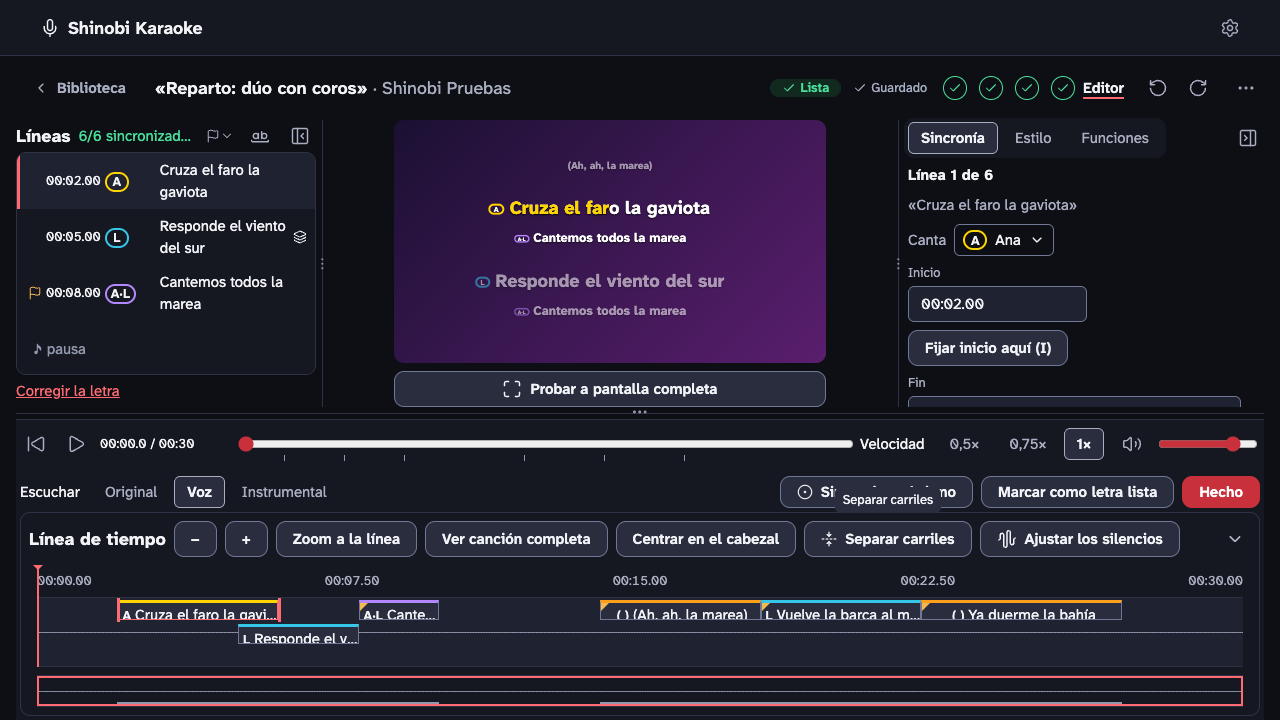 Shinobi Karaoke
Biblioteca
«Reparto: dúo con coros» · Shinobi Pruebas
Lista
Guardado
Editor
Líneas
6/6 sincronizad...
ab
00:02.00 A Cruza el faro la gaviota
00:05.00 L Responde el viento del sur
00:08.00 A·L Cantemos todos la marea
pausa
Corregir la letra
(Ah, ah, la marea)
A Cruza el faro la gaviota
A·L Cantemos todos la marea
L Responde el viento del sur
A·L Cantemos todos la marea
Probar a pantalla completa
Sincronía
Estilo
Funciones
Línea 1 de 6
«Cruza el faro la gaviota»
Canta
A Ana
Inicio
00:02.00
Fijar inicio aquí (I)
Fin
00:00.0 / 00:30
Velocidad
0,5×
0,75×
1×
Escuchar
Original
Voz
Instrumental
Separar carriles
Marcar como letra lista
Hecho
Línea de tiempo
−
+
Zoom a la línea
Ver canción completa
Centrar en el cabezal
Separar carriles
Ajustar los silencios
00:00.00
00:07.50
00:15.00
00:22.50
00:30.00
A Cruza el faro la gavi...
A·L Cante...
( ) (Ah, ah, la marea)
L Vuelve la barca al m...
( ) Ya duerme la bahía
L Responde el v...